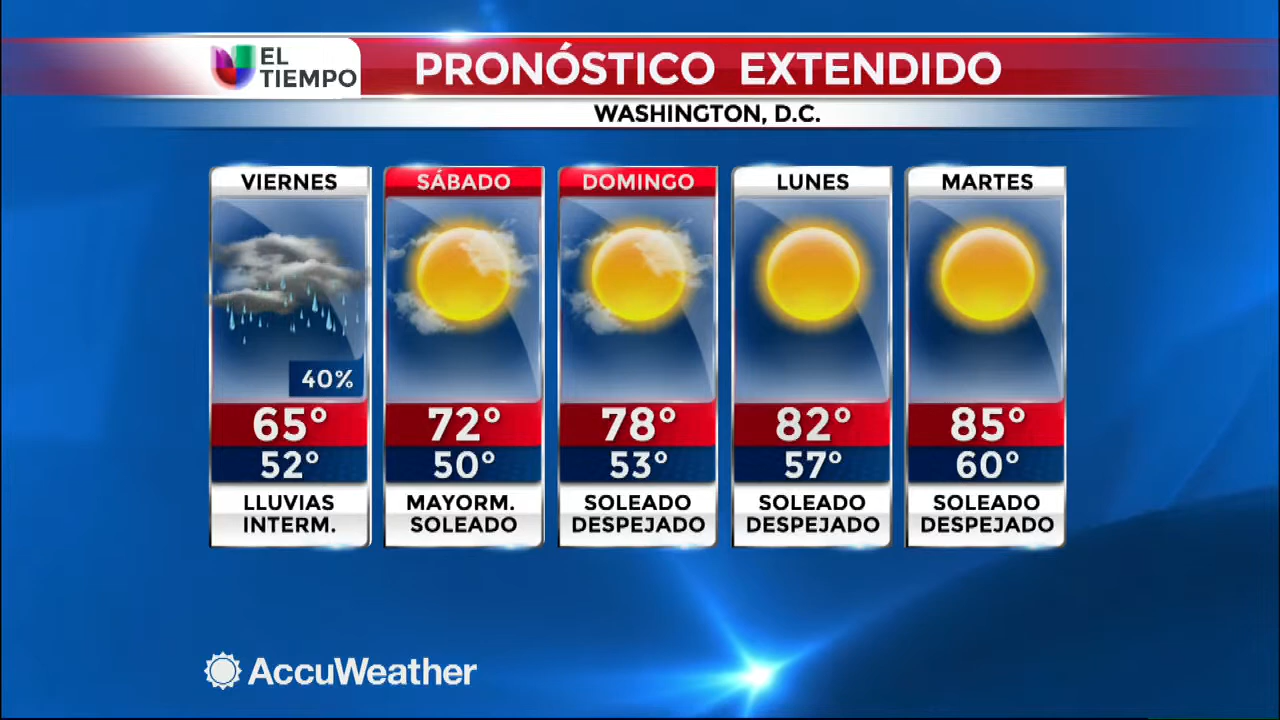 EL
TIEMPO
PRONÓSTICO EXTENDIDO
WASHINGTON, D.C.
VIERNES
40%
65°
52°
LLUVIAS
INTERM.
SÁBADO
72°
50°
MAYORM.
SOLEADO
DOMINGO
78°
53°
SOLEADO
DESPEJADO
LUNES
82°
57°
SOLEADO
DESPEJADO
MARTES
85°
60°
SOLEADO
DESPEJADO
AccuWeather